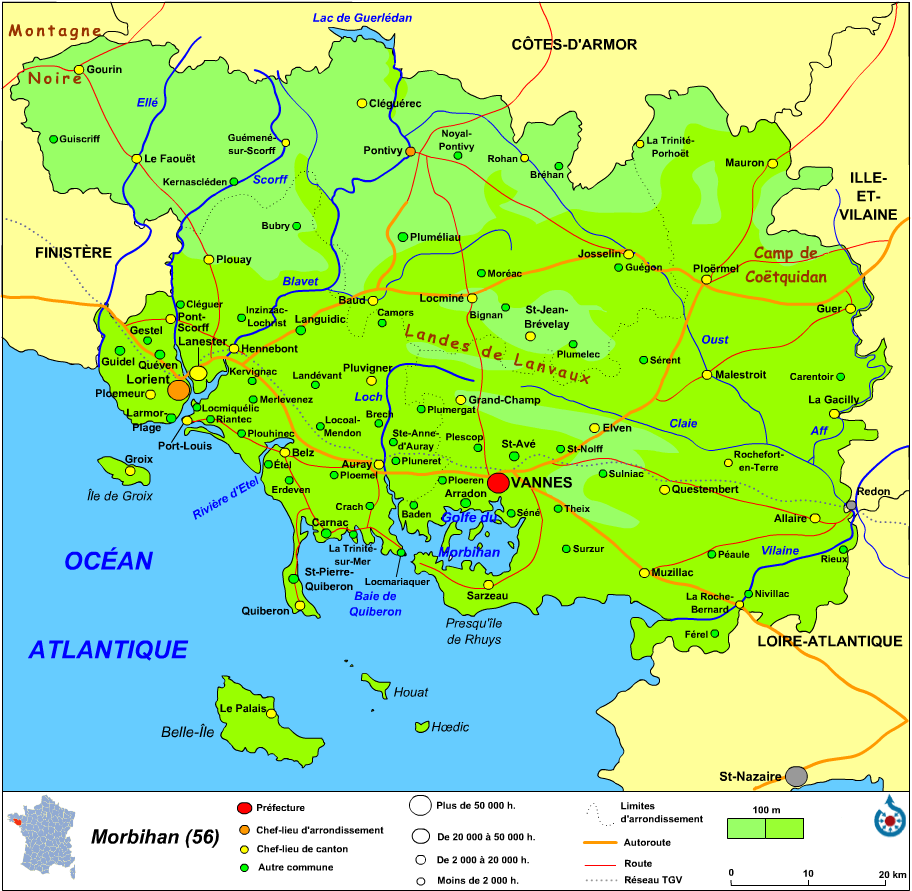 Lac de Guerlédan
Montagne
Noire
CÔTES-D'ARMOR
Gourin
Ellé
Cléguérec
Guiscriff
Guémené-
sur-Scorff
Noyal-
Pontivy
La Trinité-
Porhoët
Le Faouët
Pontivy
Rohan
Mauron
Bréhan
Kernascléden
Scorff
ILLE-
ET-
VILAINE
Bubry
Pluméliau
FINISTÈRE
Plouay
Josselin
Guégon
Ploërmel
Camp de
Coëtquidan
Moréac
Blavet
Baud
Locminé
Cléguer
Pont-
Scorff
Inzinzac-
Lochrist
Languidic
Camors
Bignan
St-Jean-
Brévelay
Guer
Gestel
Lanester
Hennebont
Landes de Lanvaux
Plumelec
Oust
Guidel
Quéven
Kervignac
Landévant
Pluvigner
Sérent
Malestroit
Carentoir
Lorient
Ploemeur
Merlevenez
Loch
Grand-Champ
La Gacilly
Larmor-
Plage
Locmiquélic
Riantec
Plumergat
Brech
Locoal-
Mendon
Claie
Aff
Port-Louis
Plouhinec
Ste-Anne-
d'Auray
Plescop
St-Avé
Elven
St-Nolff
Groix
Île de Groix
Belz
Étel
Auray
Pluneret
Rochefort-
en-Terre
Ploemel
Ploeren
VANNES
Sulniac
Questembert
Redon
Erdeven
Rivière d'Etel
Arradon
Crach
Baden
Golfe du
Morbihan
Séné
Theix
Allaire
Carnac
La Trinité-
sur-Mer
Locmariaquer
Surzur
Péaule
Vilaine
Rieux
OCÉAN
ATLANTIQUE
St-Pierre-
Quiberon
Quiberon
Baie de
Quiberon
Sarzeau
Presqu'île
de Rhuys
Muzillac
La Roche-
Bernard
Nivillac
Férel
LOIRE-ATLANTIQUE
Le Palais
Belle-Île
Houat
Hœdic
St-Nazaire
Morbihan (56)
Préfecture
Chef-lieu d'arrondissement
Chef-lieu de canton
Autre commune
Plus de 50 000 h.
De 20 000 à 50 000 h.
De 2 000 à 20 000 h.
Moins de 2 000 h.
Limites
d'arrondissement
Autoroute
Route
Réseau TGV
100 m
0 10 20 km